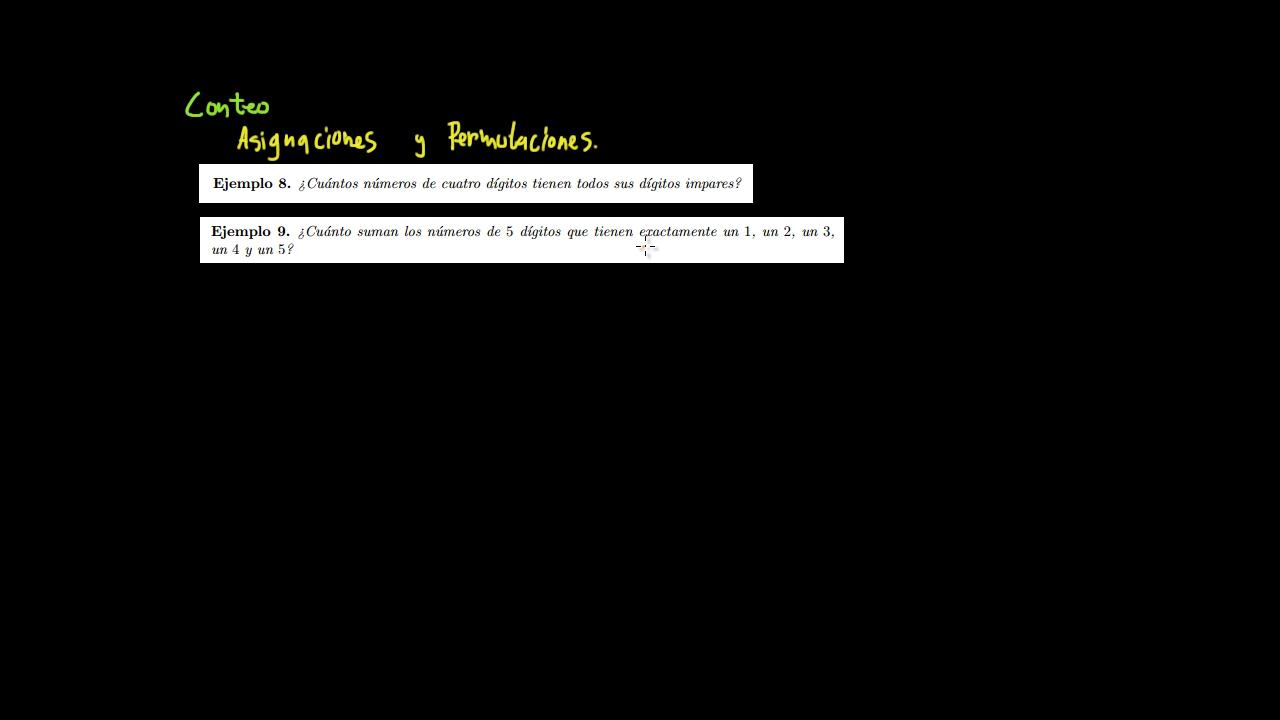 Conteo
Asignaciones y Permutaciones.
Ejemplo 8. ¿Cuántos números de cuatro dígitos tienen todos sus dígitos impares?
Ejemplo 9. ¿Cuánto suman los números de 5 dígitos que tienen exactamente un 1, un 2, un 3,
un 4 y un 5?